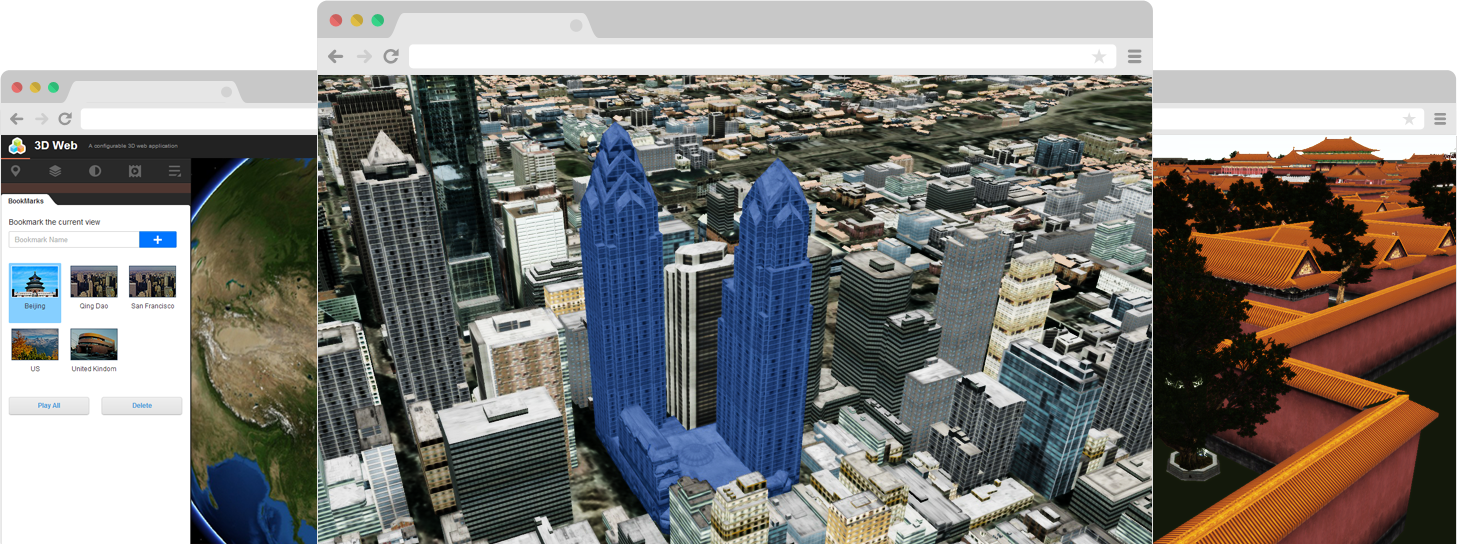 3D Web
A configurable 3D web application
BookMarks
Bookmark the current view
Bookmark Name
Beijing
Qing Dao
San Francisco
US
United Kindom
Play All
Delete